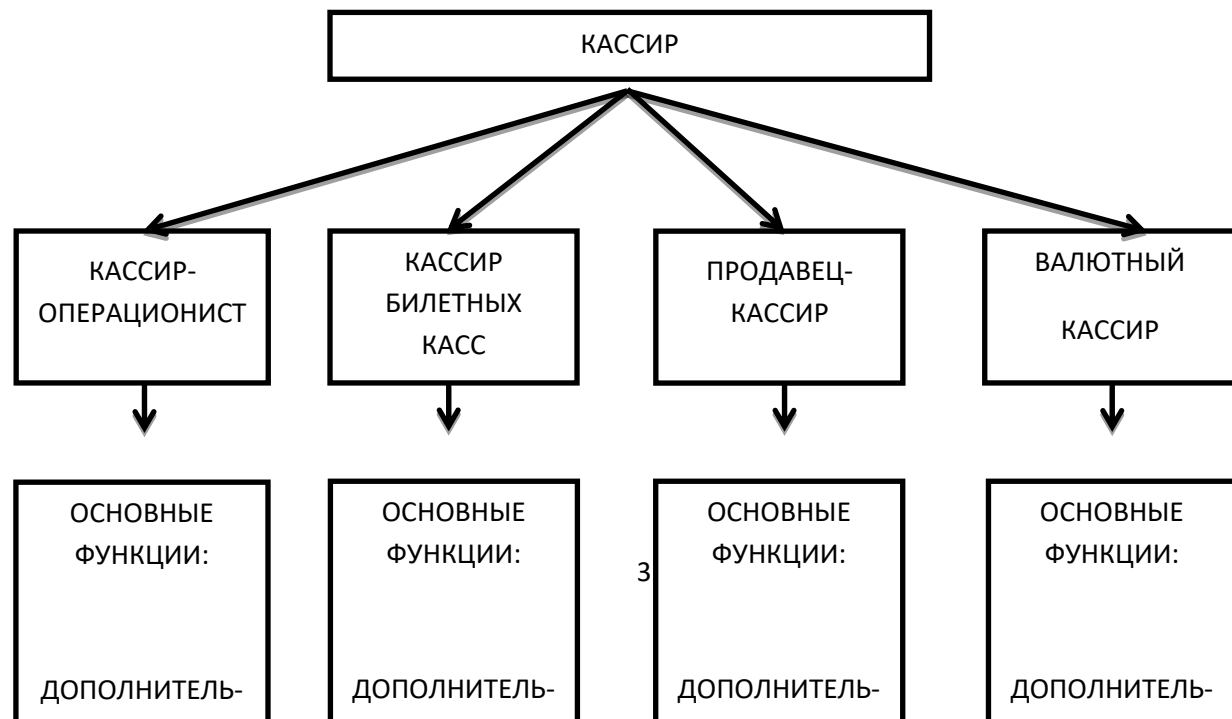 КАССИР
КАССИР-
ОПЕРАЦИОНИСТ
КАССИР
БИЛЕТНЫХ
КАСС
ПРОДАВЕЦ-
КАССИР
ВАЛЮТНЫЙ
КАССИР
ОСНОВНЫЕ
ФУНКЦИИ:
ДОПОЛНИТЕЛЬ-
ОСНОВНЫЕ
ФУНКЦИИ:
ДОПОЛНИТЕЛЬ-
3
ОСНОВНЫЕ
ФУНКЦИИ:
ДОПОЛНИТЕЛЬ-
ОСНОВНЫЕ
ФУНКЦИИ:
ДОПОЛНИТЕЛЬ-